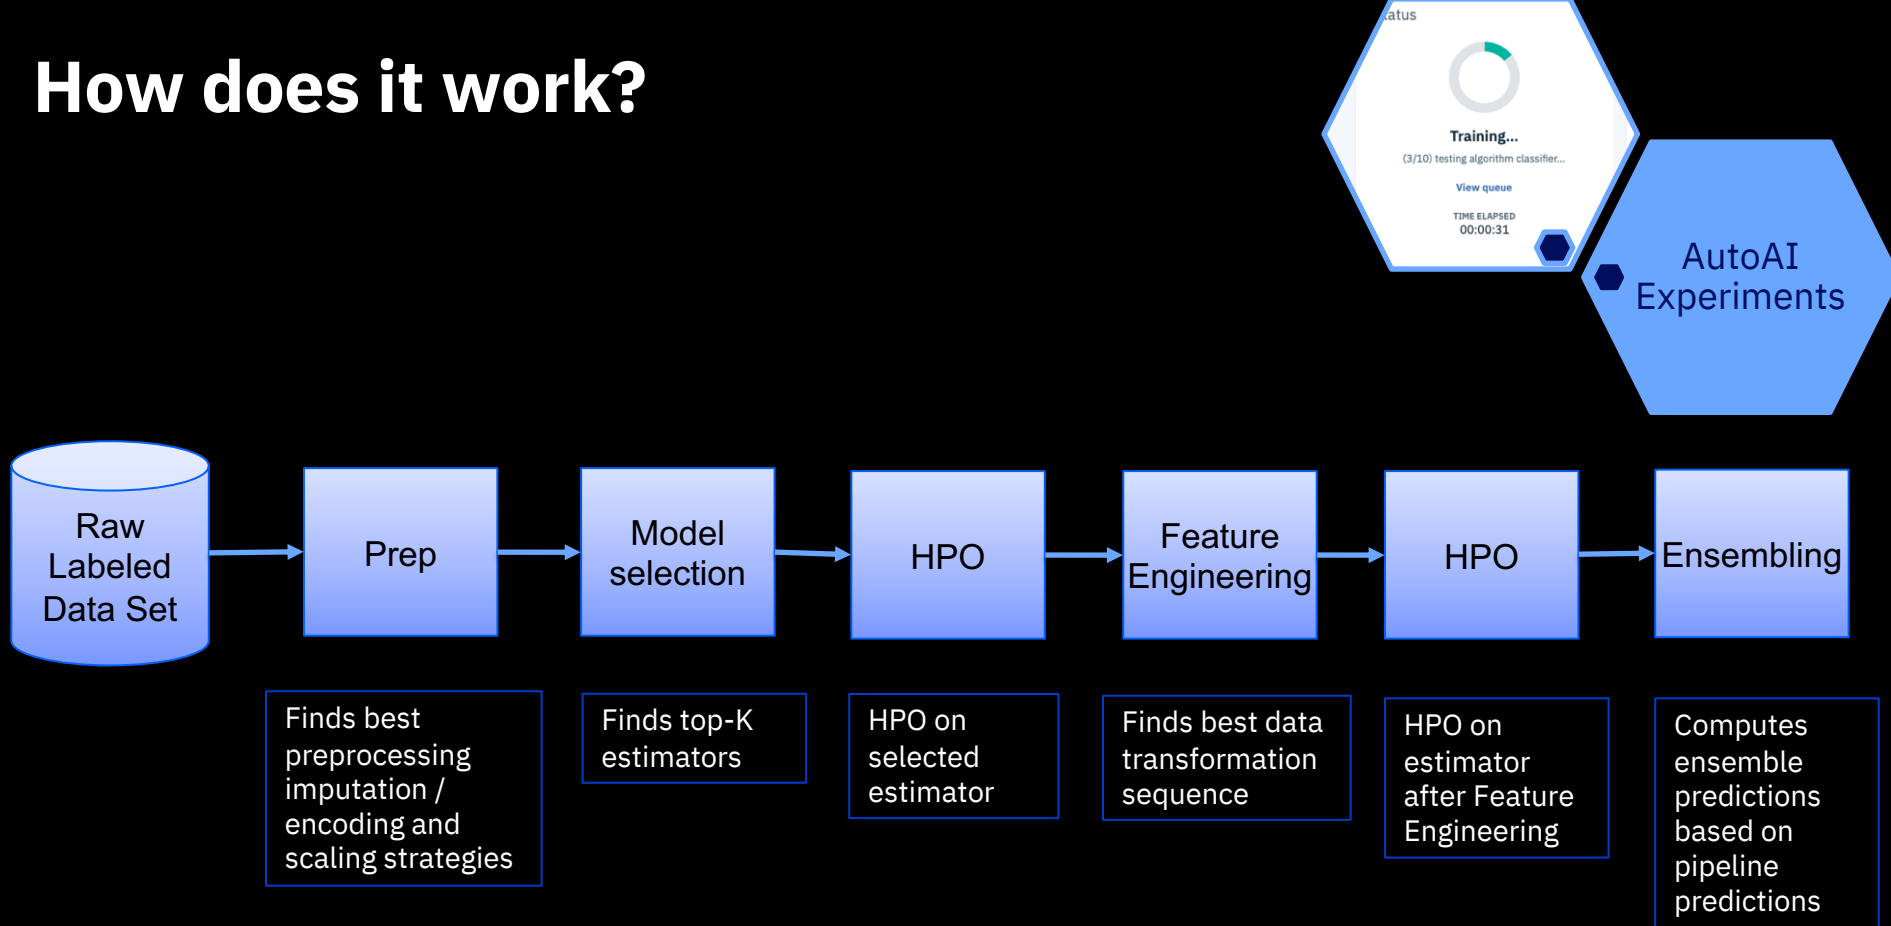 How does it work?
Training...
(3/10) testing algorithm classifier...
View queue
TIME ELAPSED
00:00:31
AutoAI
Experiments
Raw
Labeled
Data Set
Prep
Model
selection
HPO
Feature
Engineering
HPO
Ensembling
Finds best
preprocessing
imputation /
encoding and
scaling strategies
Finds top-K
estimators
HPO on
selected
estimator
Finds best data
transformation
sequence
HPO on
estimator
after Feature
Engineering
Computes
ensemble
predictions
based on
pipeline
predictions